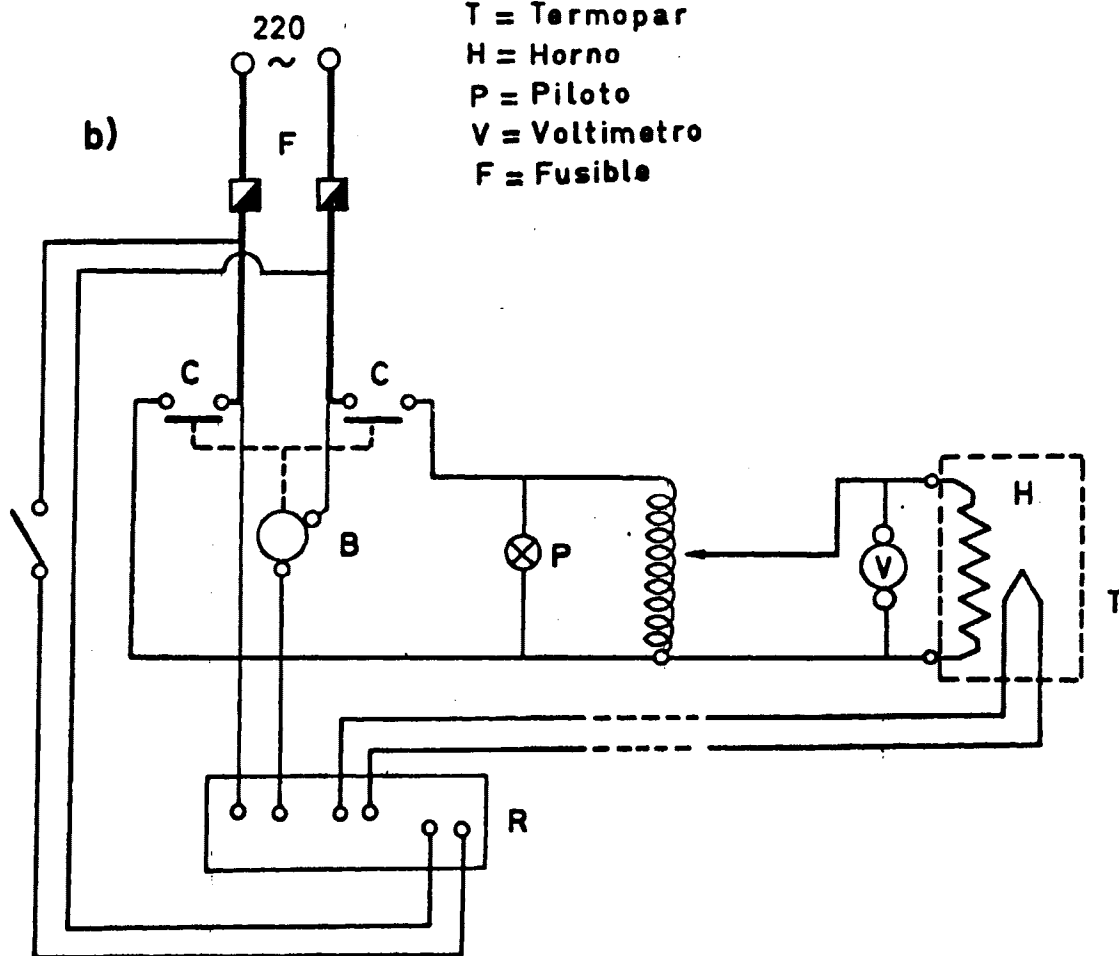 220
~
T = Termopar
H = Horno
P = Piloto
V = Voltimetro
F = Fusible
b)
F
C
C
H
B
P
V
T
R